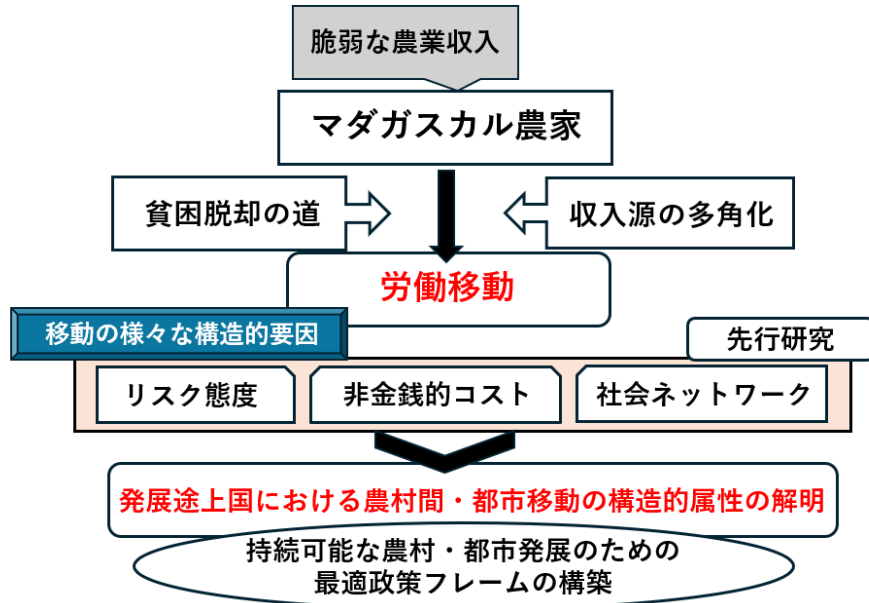 脆弱な農業収入
マダガスカル農家
貧困脱却の道
収入源の多角化
労働移動
移動の様々な構造的要因
先行研究
リスク態度
非金銭的コスト
社会ネットワーク
発展途上国における農村間・都市移動の構造的属性の解明
持続可能な農村・都市発展のための
最適政策フレームの構築